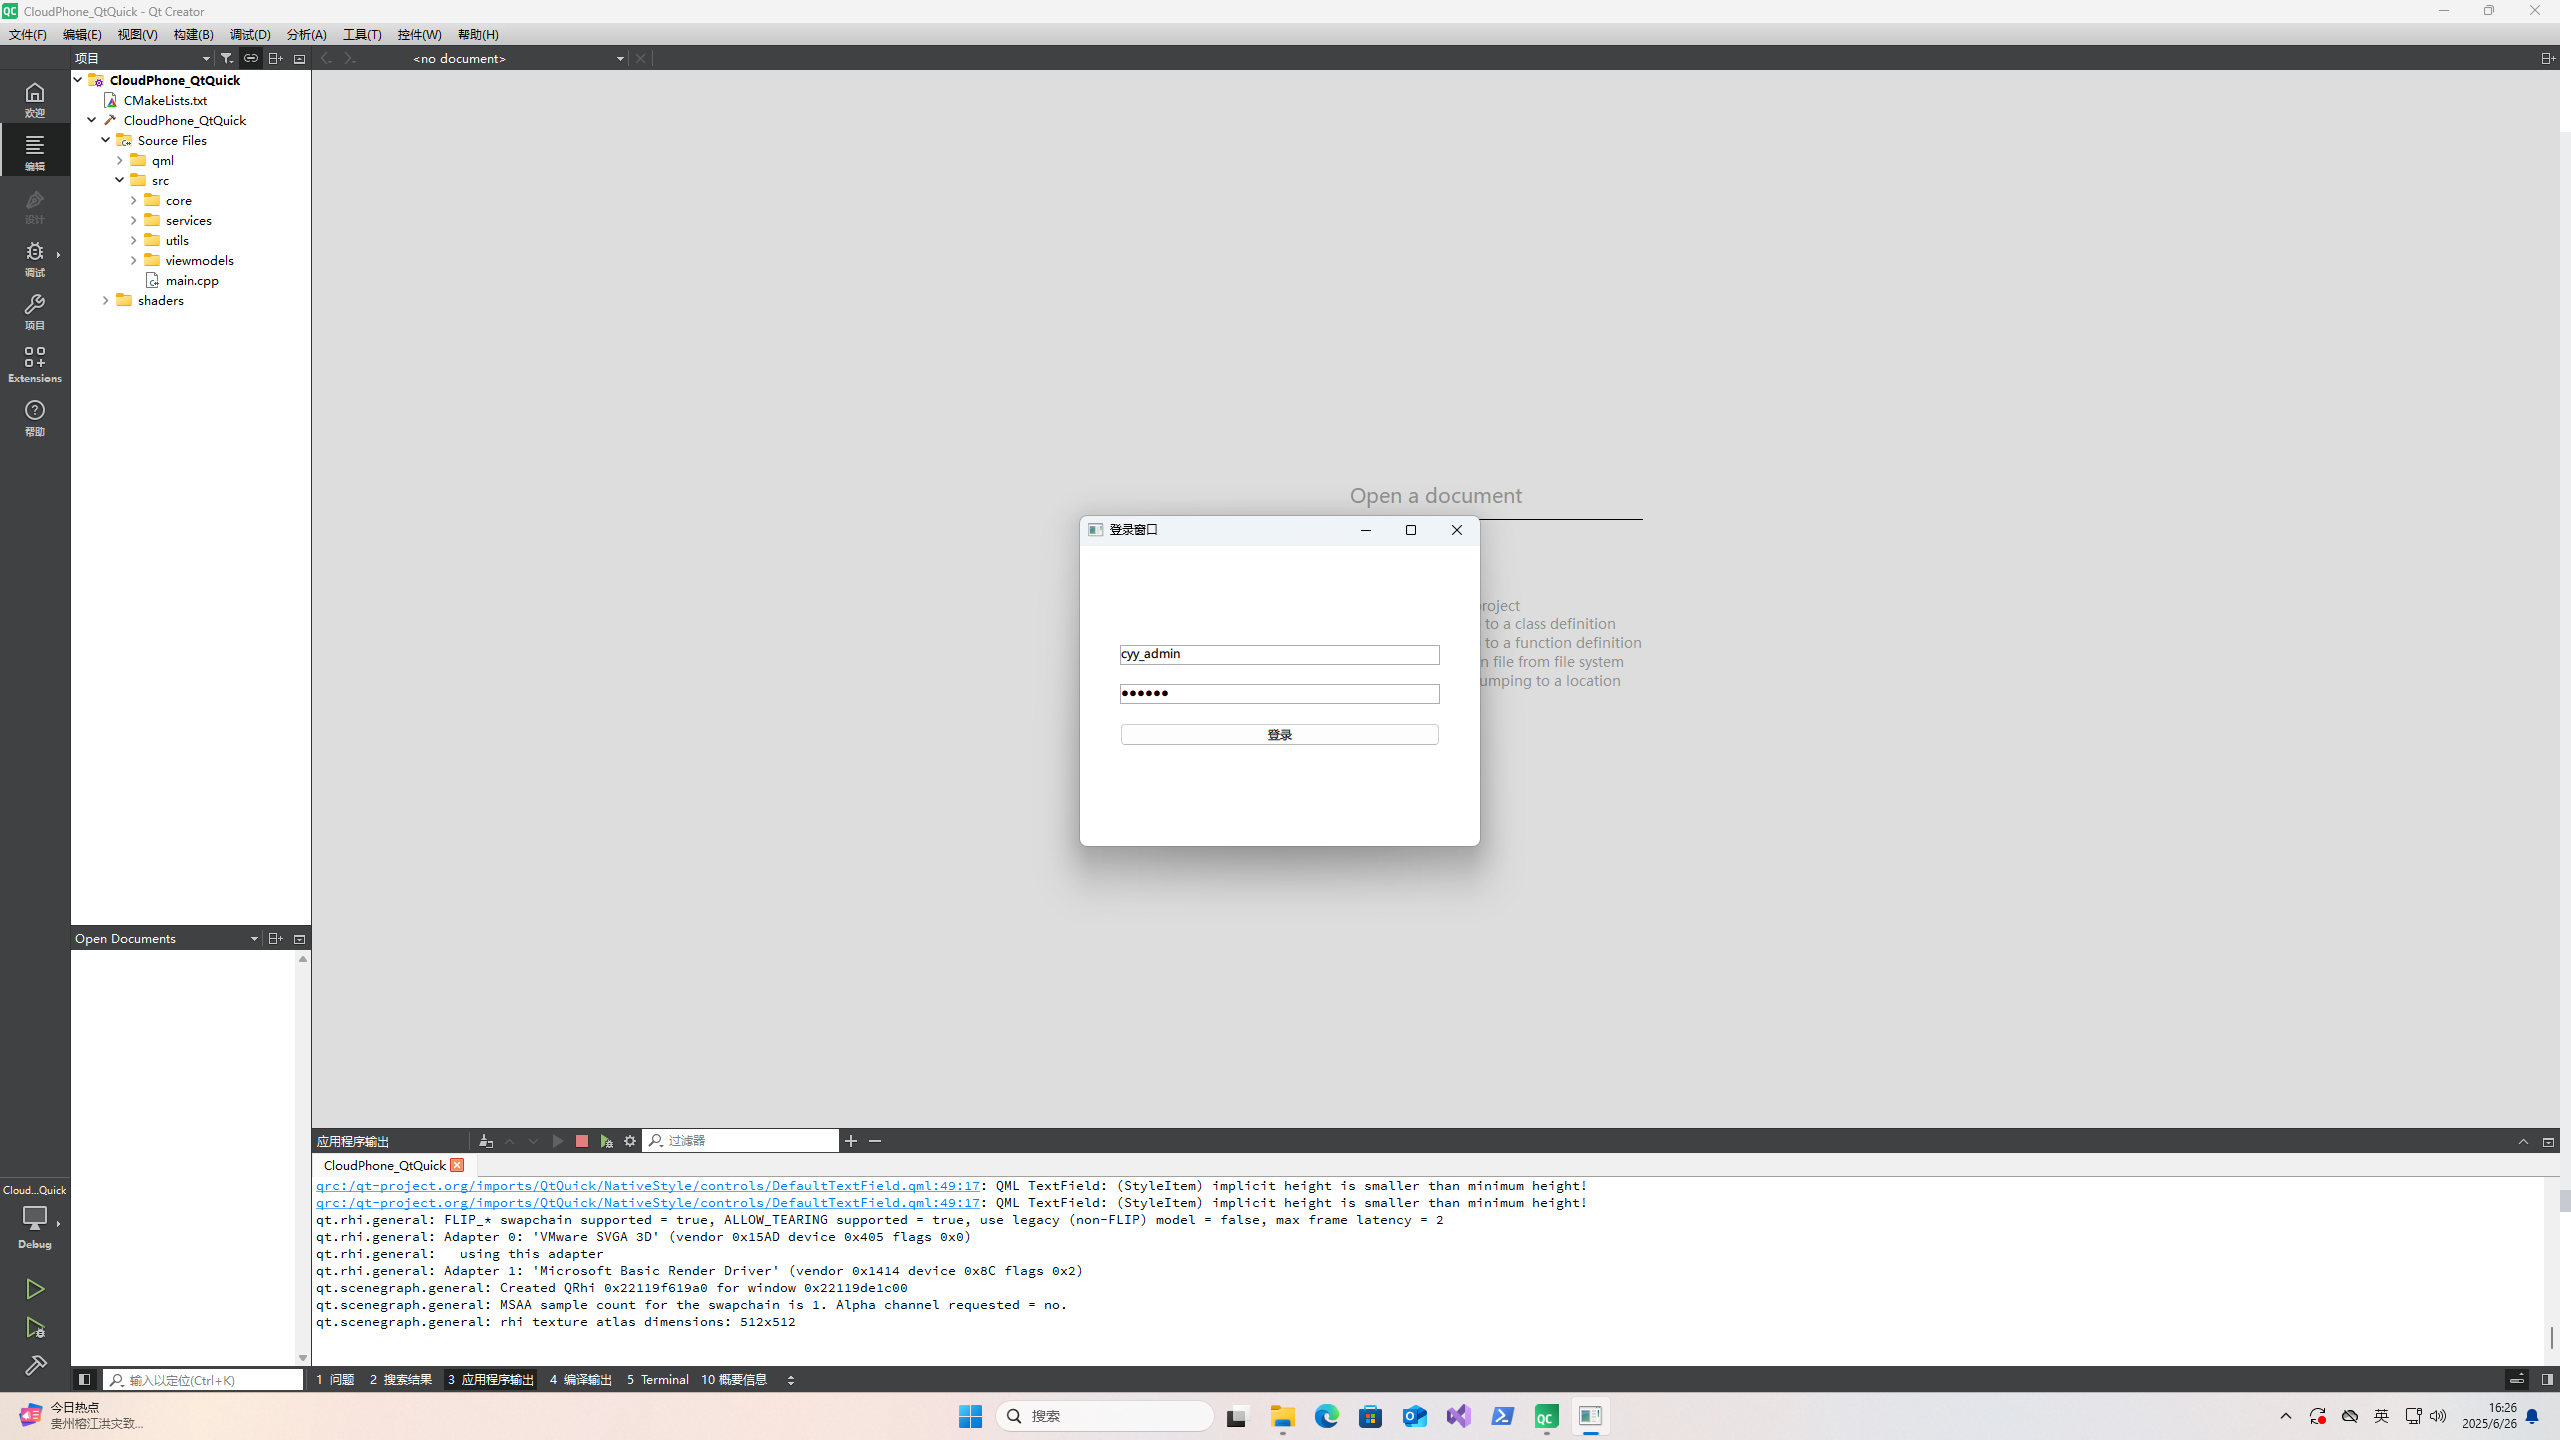 CloudPhone_QtQuick - Qt Creator
文件(F) 编辑(E) 视图(V) 构建(B) 调试(D) 分析(A) 工具(T) 控件(W) 帮助(H)
项目
<no document>
欢迎
编辑
设计
调试
项目
Extensions
帮助
CloudPhone_QtQuick
CMakeLists.txt
CloudPhone_QtQuick
Source Files
qml
src
core
services
utils
viewmodels
main.cpp
shaders
Open a document
roject
to a class definition
to a function definition
n file from file system
umping to a location
登录窗口
cyy_admin
●●●●●●
登录
Open Documents
应用程序输出
过滤器
CloudPhone_QtQuick
qrc:/qt-project.org/imports/QtQuick/NativeStyle/controls/DefaultTextField.qml:49:17: QML TextField: (StyleItem) implicit height is smaller than minimum height!
qrc:/qt-project.org/imports/QtQuick/NativeStyle/controls/DefaultTextField.qml:49:17: QML TextField: (StyleItem) implicit height is smaller than minimum height!
qt.rhi.general: FLIP_* swapchain supported = true, ALLOW_TEARING supported = true, use legacy (non-FLIP) model = false, max frame latency = 2
qt.rhi.general: Adapter 0: 'VMware SVGA 3D' (vendor 0x15AD device 0x405 flags 0x0)
qt.rhi.general:   using this adapter
qt.rhi.general: Adapter 1: 'Microsoft Basic Render Driver' (vendor 0x1414 device 0x8C flags 0x2)
qt.scenegraph.general: Created QRhi 0x22119f619a0 for window 0x22119de1c00
qt.scenegraph.general: MSAA sample count for the swapchain is 1. Alpha channel requested = no.
qt.scenegraph.general: rhi texture atlas dimensions: 512x512
Cloud...Quick
Debug
输入以定位(Ctrl+K)
1 问题 2 搜索结果 3 应用程序输出 4 编译输出 5 Terminal 10 概要信息
今日热点
贵州榕江洪灾致...
搜索
英
16:26
2025/6/26